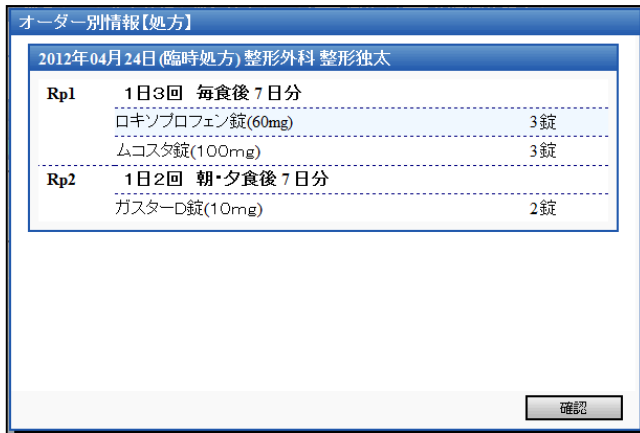 オーダー別情報【処方】
2012年04月24日(臨時処方) 整形外科 整形独太
Rp1 1日3回 毎食後 7日分
ロキソプロフェン錠(60mg) 3錠
ムコスタ錠(100mg) 3錠
Rp2 1日2回 朝・夕食後 7日分
ガスターD錠(10mg) 2錠
確認